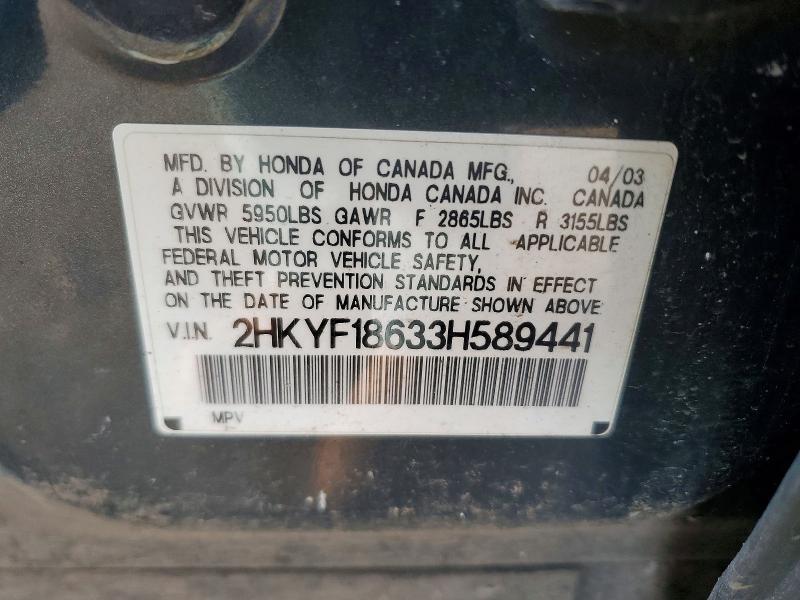 MFD. BY HONDA OF CANADA MFG., 04/03
A DIVISION OF HONDA CANADA INC. CANADA
GVWR 5950LBS GAWR F 2865LBS R 3155LBS
THIS VEHICLE CONFORMS TO ALL APPLICABLE
FEDERAL MOTOR VEHICLE SAFETY,
AND THEFT PREVENTION STANDARDS IN EFFECT
ON THE DATE OF MANUFACTURE SHOWN ABOVE
V.I.N. 2HKYF18633H589441
MPV